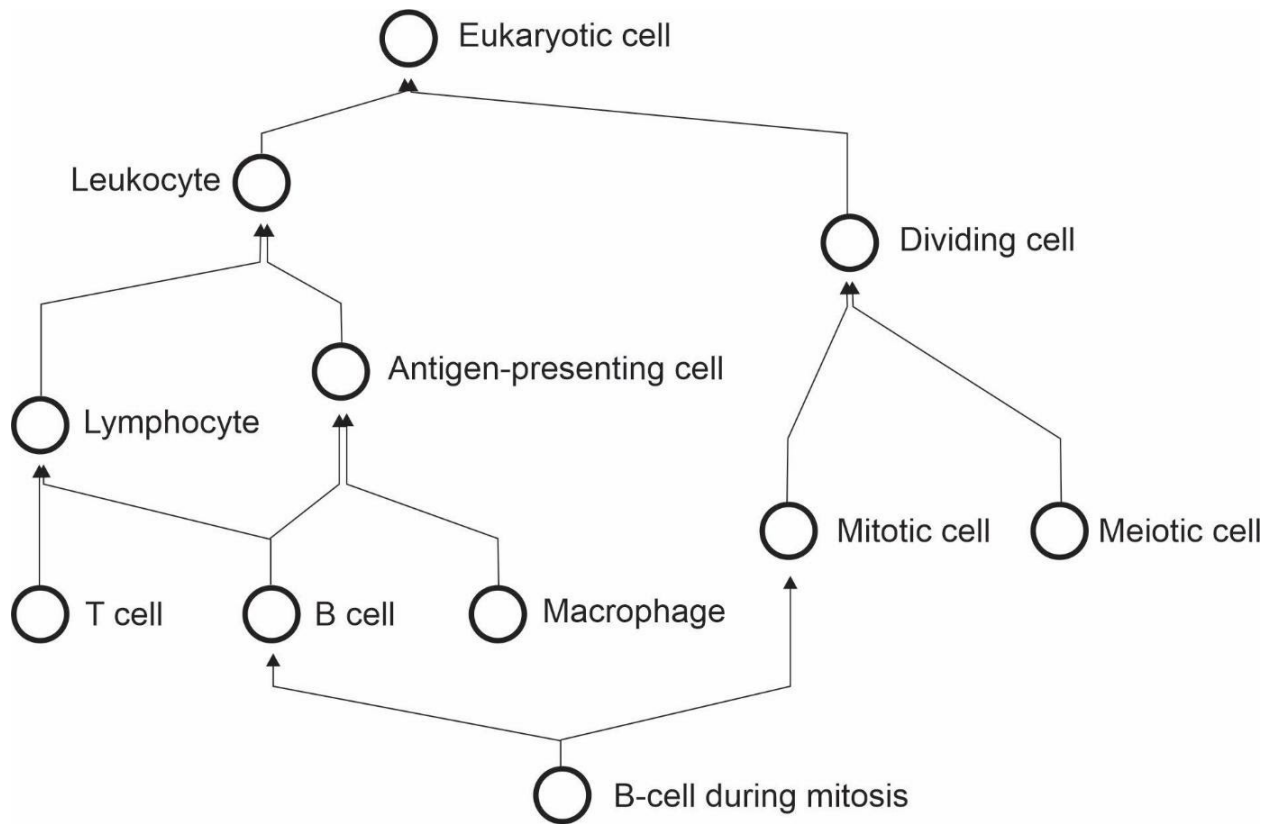 Eukaryotic cell
Leukocyte
Dividing cell
Antigen-presenting cell
Lymphocyte
Mitotic cell
Meiotic cell
T cell
B cell
Macrophage
B-cell during mitosis